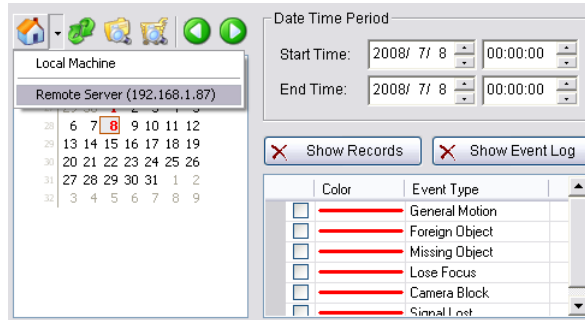 Date Time Period
Start Time: 2008/ 7/ 8 00:00:00
End Time: 2008/ 7/ 8 00:00:00
Local Machine
Remote Server (192.168.1.87)
28 6 7 8 9 10 11 12
29 13 14 15 16 17 18 19
30 20 21 22 23 24 25 26
31 27 28 29 30 31 1 2
32 3 4 5 6 7 8 9
Show Records Show Event Log
Color Event Type
General Motion
Foreign Object
Missing Object
Lose Focus
Camera Block
Signal Lost